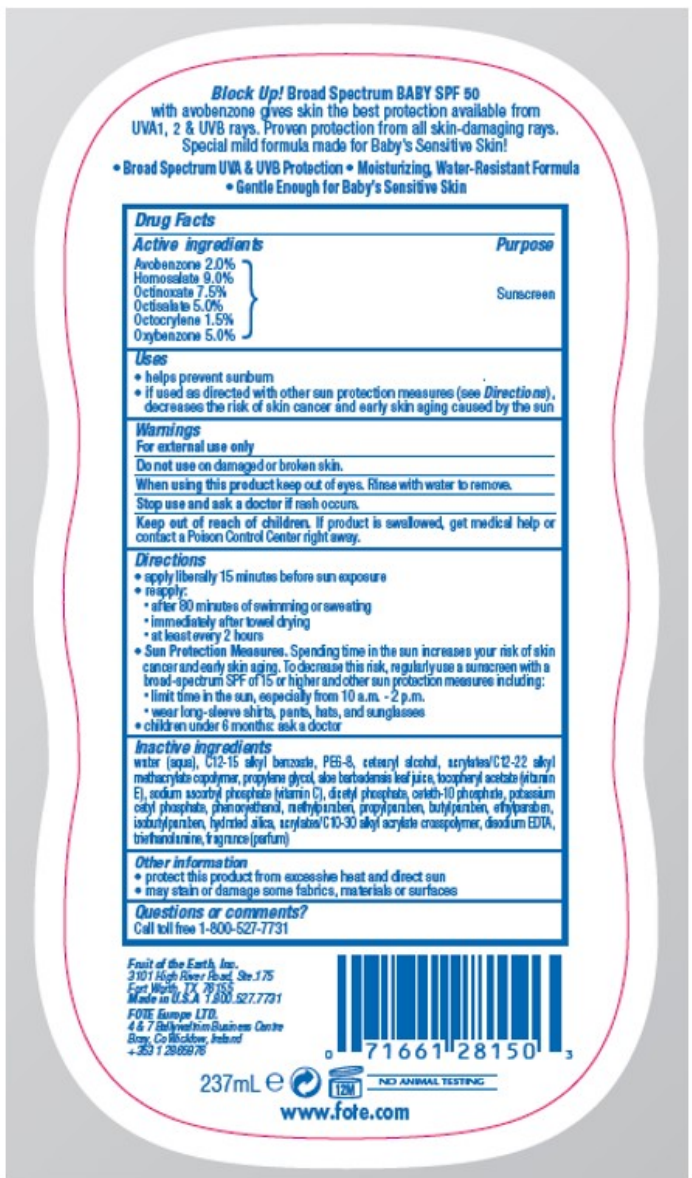 Block Up! Broad Spectrum BABY SPF 50
with avobenzone gives skin the best protection available from
UVA1, 2 & UVB rays. Proven protection from all skin-damaging rays.
Special mild formula made for Baby's Sensitive Skin!
• Broad Spectrum UVA & UVB Protection • Moisturizing, Water-Resistant Formula
• Gentle Enough for Baby's Sensitive Skin
Drug Facts
Active ingredients Purpose
Avobenzone 2.0%
Homosalate 9.0%
Octinoxate 7.5%
Sunscreen
Octisalate 5.0%
Octocrylene 1.5%
Oxybenzone 5.0%
Uses
• helps prevent sunburn
• if used as directed with other sun protection measures (see Directions),
decreases the risk of skin cancer and early skin aging caused by the sun
Warnings
For external use only
Do not use on damaged or broken skin.
When using this product keep out of eyes. Rinse with water to remove.
Stop use and ask a doctor if rash occurs.
Keep out of reach of children. If product is swallowed, get medical help or
contact a Poison Control Center right away.
Directions
• apply liberally 15 minutes before sun exposure
• reapply:
• after 80 minutes of swimming or sweating
• immediately after towel drying
• at least every 2 hours
• Sun Protection Measures. Spending time in the sun increases your risk of skin
cancer and early skin aging. To decrease this risk, regularly use a sunscreen with a
broad-spectrum SPF of 15 or higher and other sun protection measures including:
• limit time in the sun, especially from 10 a.m. - 2 p.m.
• wear long-sleeve shirts, pants, hats, and sunglasses
• children under 6 months: ask a doctor
Inactive ingredients
water (aqua), C12-15 alkyl benzoate, PEG-8, cetearyl alcohol, acrylates/C12-22 alkyl
methacrylate copolymer, propylene glycol, aloe barbadensis leaf juice, tocopheryl acetate (vitamin
E), sodium ascorbyl phosphate (vitamin C), dicetyl phosphate, ceteth-10 phosphate, potassium
cetyl phosphate, phenoxyethanol, methylparaben, propylparaben, butylparaben, ethylparaben,
isobutylparaben, hydrated silica, acrylates/C10-30 alkyl acrylate crosspolymer, disodium EDTA,
triethanolamine, fragrance (parfum)
Other information
• protect this product from excessive heat and direct sun
• may stain or damage some fabrics, materials or surfaces
Questions or comments?
Call toll free 1-800-527-7731
Fruit of the Earth, Inc.
3101 High River Road, Ste.175
Fort Worth, TX 76155
Made in U.S.A 1.800.527.7731
FOTE Europe LTD.
4 & 7 Ballywaltrim Business Centre
Bray, Co Wicklow, Ireland
+353 1 2865976
0 71661 28150 3
237mL e 12M NO ANIMAL TESTING
www.fote.com